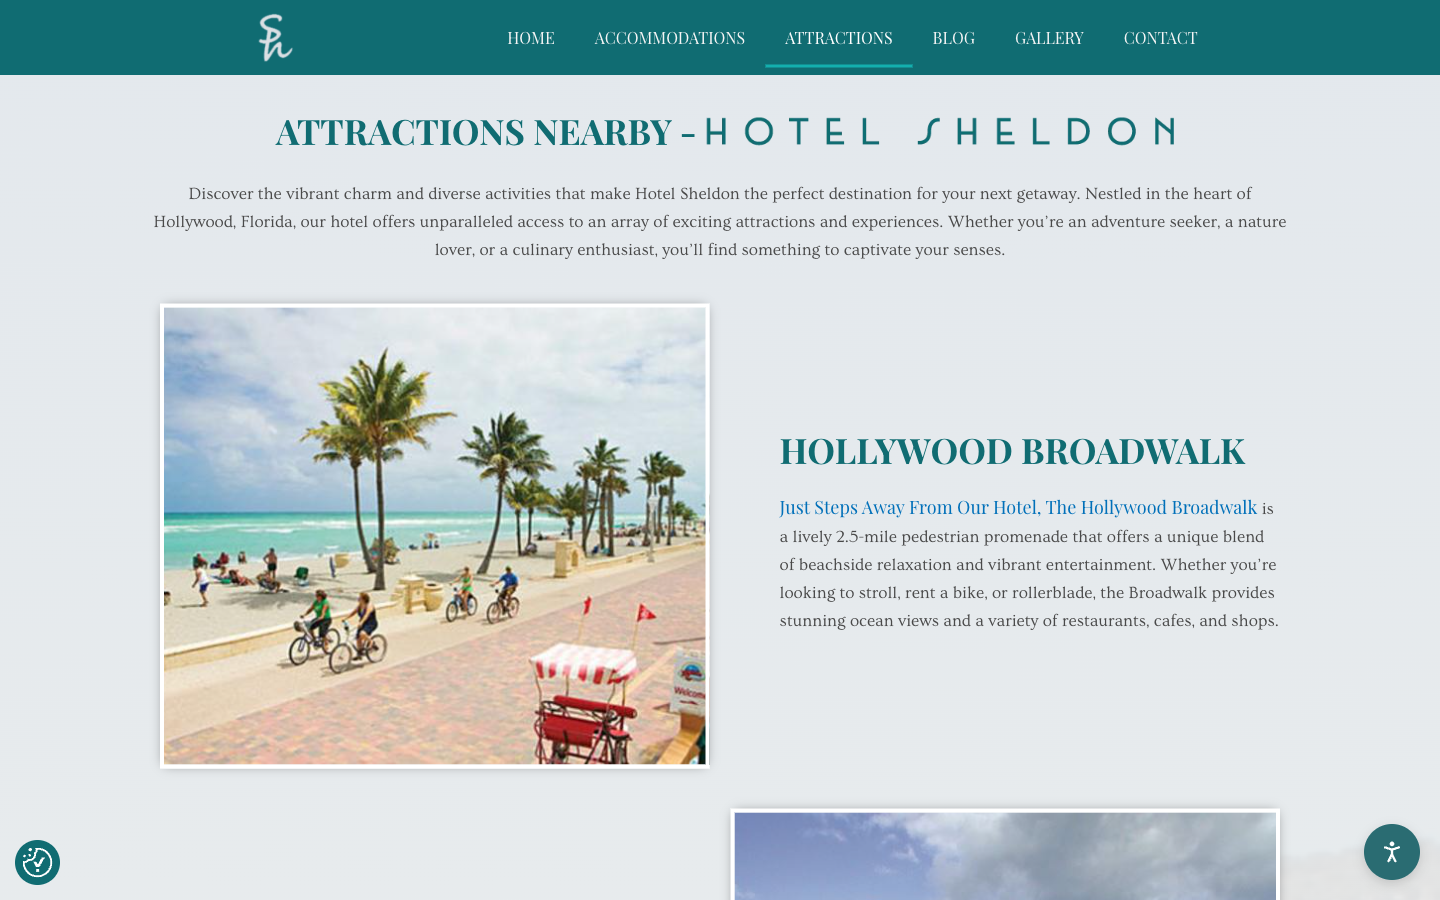 Sh
HOME ACCOMMODATIONS ATTRACTIONS BLOG GALLERY CONTACT
ATTRACTIONS NEARBY - HOTEL SHELDON
Discover the vibrant charm and diverse activities that make Hotel Sheldon the perfect destination for your next getaway. Nestled in the heart of
Hollywood, Florida, our hotel offers unparalleled access to an array of exciting attractions and experiences. Whether you’re an adventure seeker, a nature
lover, or a culinary enthusiast, you’ll find something to captivate your senses.
HOLLYWOOD BROADWALK
Just Steps Away From Our Hotel, The Hollywood Broadwalk is
a lively 2.5-mile pedestrian promenade that offers a unique blend
of beachside relaxation and vibrant entertainment. Whether you’re
looking to stroll, rent a bike, or rollerblade, the Broadwalk provides
stunning ocean views and a variety of restaurants, cafes, and shops.
Welcome